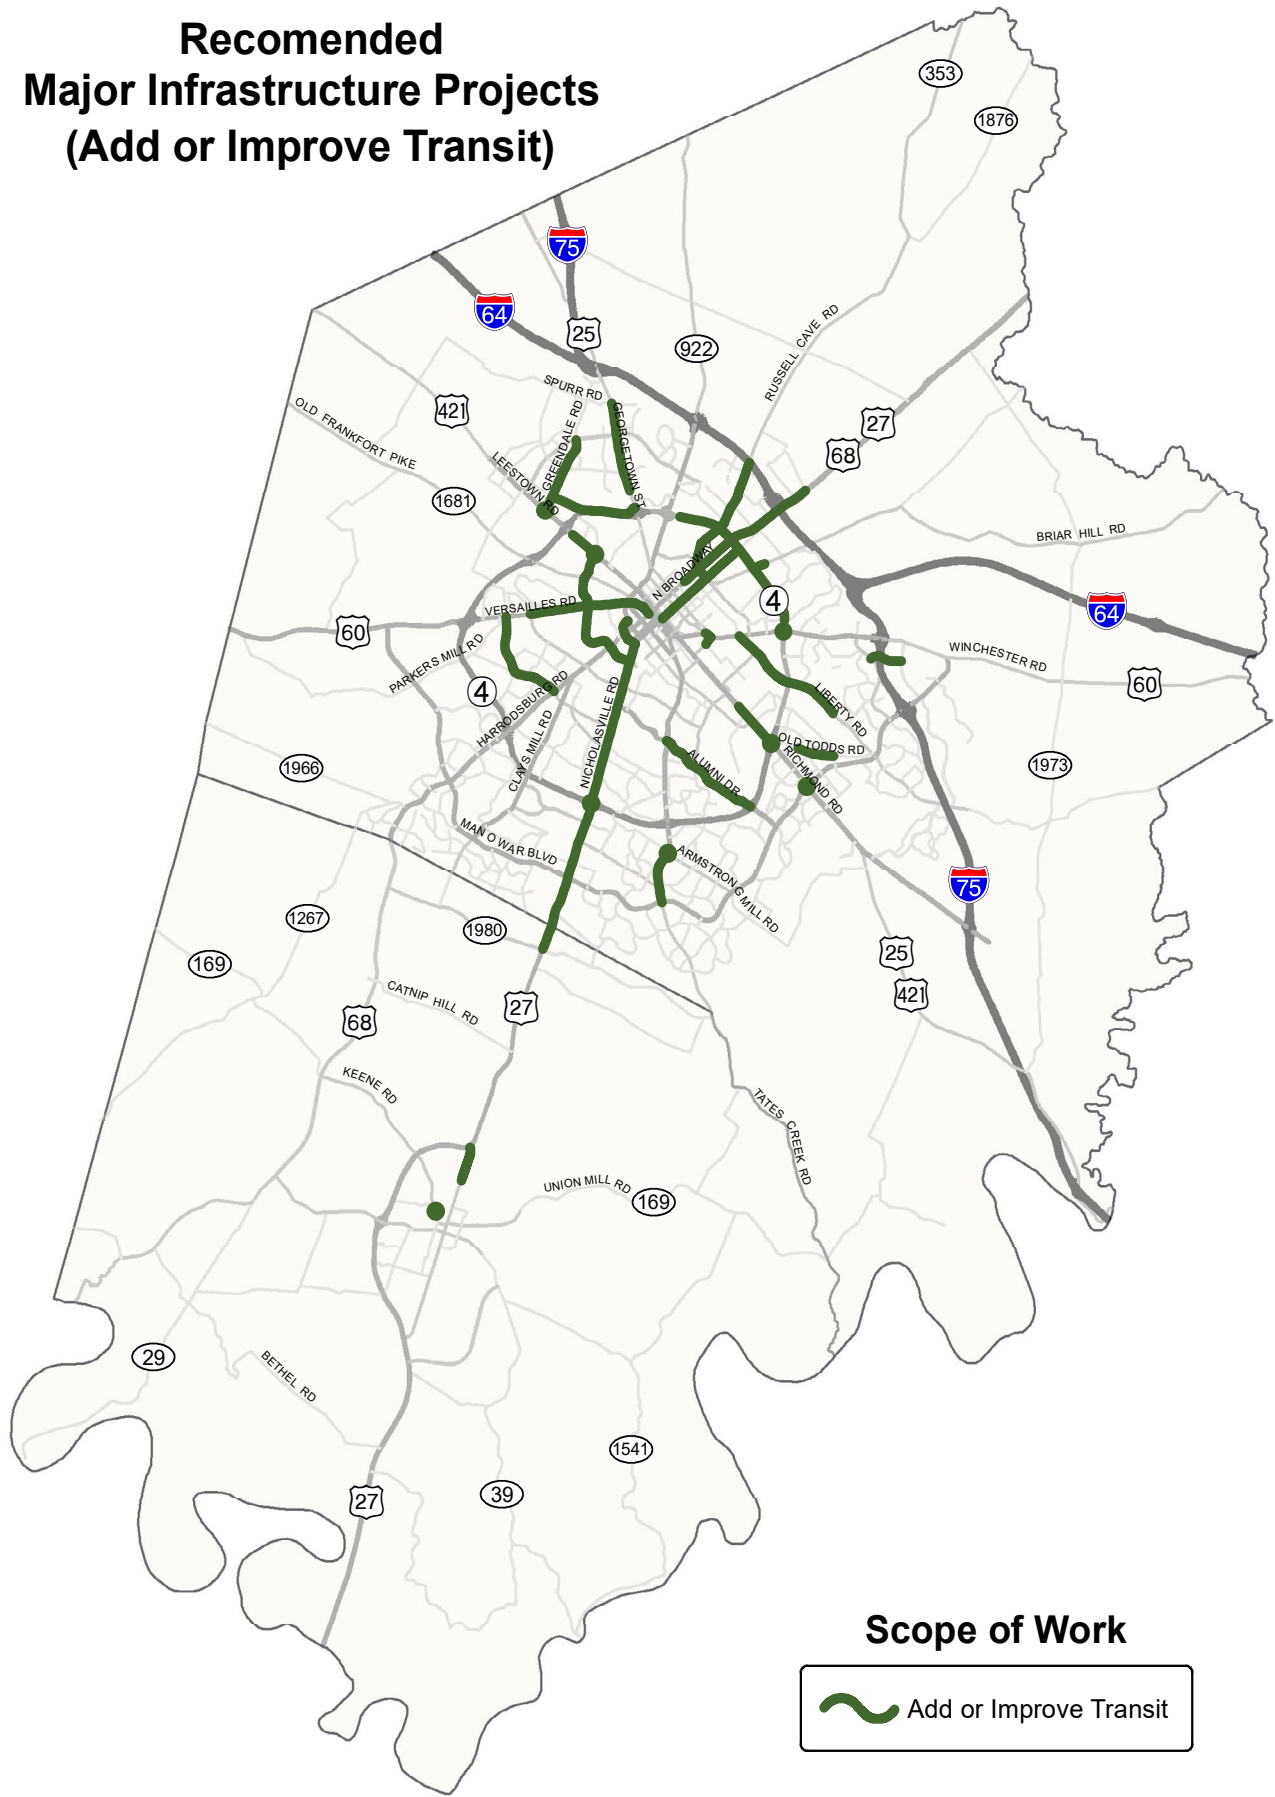 Recomended
Major Infrastructure Projects
(Add or Improve Transit)
353
1876
75
64
25
922
RUSSELL CAVE RD
SPURR RD
421
27
68
OLD FRANKFORT PIKE
GREENDALE RD
GEORGETOWN ST
LEESTOWN RD
1681
BRIAR HILL RD
N BROADWAY
4
64
VERSAILLES RD
60
PARKERS MILL RD
WINCHESTER RD
60
4
HARRODSBURG RD
NICHOLASVILLE RD
LIBERTY RD
CLAYS MILL RD
OLD TODDS RD
RICHMOND RD
ALUMNI DR
1966
1973
MAN O WAR BLVD
ARMSTRONG MILL RD
75
1267
1980
169
25
421
CATNIP HILL RD
27
68
KEENE RD
TATES CREEK RD
UNION MILL RD
169
29
BETHEL RD
1541
39
27
Scope of Work
Add or Improve Transit